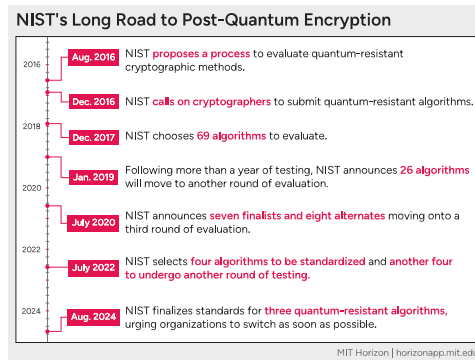 NIST's Long Road to Post-Quantum Encryption
2016
2018
2020
2022
2024
Aug. 2016
NIST proposes a process to evaluate quantum-resistant
cryptographic methods.
Dec. 2016
NIST calls on cryptographers to submit quantum-resistant algorithms.
Dec. 2017
NIST chooses 69 algorithms to evaluate.
Jan. 2019
Following more than a year of testing, NIST announces 26 algorithms
will move to another round of evaluation.
July 2020
NIST announces seven finalists and eight alternates moving onto a
third round of evaluation.
July 2022
NIST selects four algorithms to be standardized and another four
to undergo another round of testing.
Aug. 2024
NIST finalizes standards for three quantum-resistant algorithms,
urging organizations to switch as soon as possible.
MIT Horizon | horizonapp.mit.edu